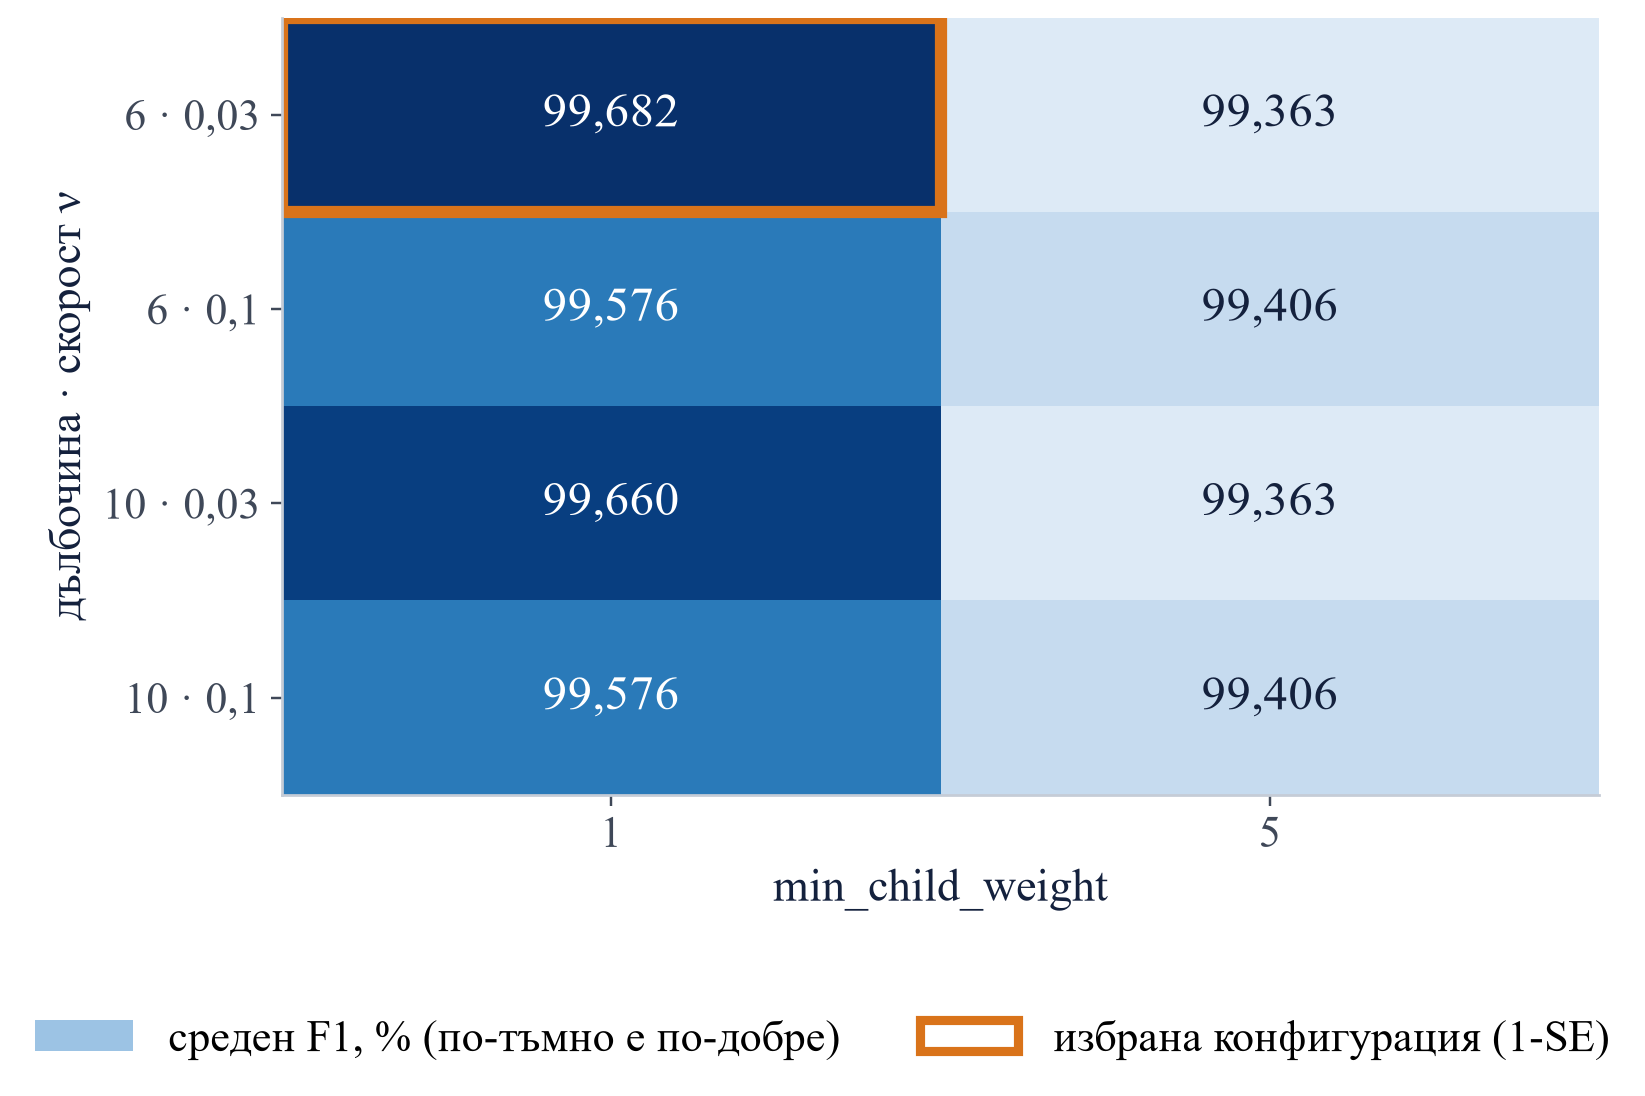 дълбочина · скорост ν
6 · 0,03
99,682
99,363
6 · 0,1
99,576
99,406
10 · 0,03
99,660
99,363
10 · 0,1
99,576
99,406
1
5
min_child_weight
среден F1, % (по-тъмно е по-добре)
избрана конфигурация (1-SE)